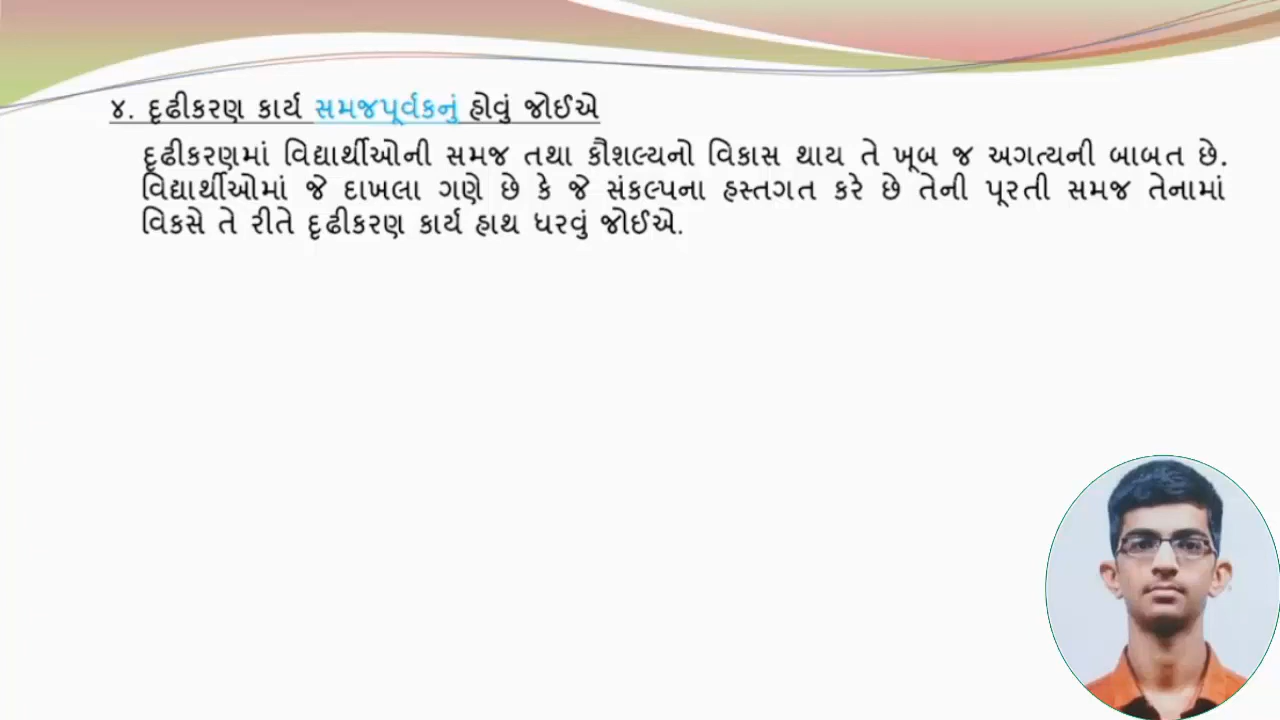 ૪. દૃઢીકરણ કાર્ય સમજપૂર્વકનું હોવું જોઈએ
દૃઢીકરણમાં વિદ્યાર્થીઓની સમજ તથા કૌશલ્યનો વિકાસ થાય તે ખૂબ જ અગત્યની બાબત છે.
વિદ્યાર્થીઓમાં જે દાખલા ગણે છે કે જે સંકલ્પના હસ્તગત કરે છે તેની પૂરતી સમજ તેનામાં
વિકસે તે રીતે દૃઢીકરણ કાર્ય હાથ ધરવું જોઈએ.